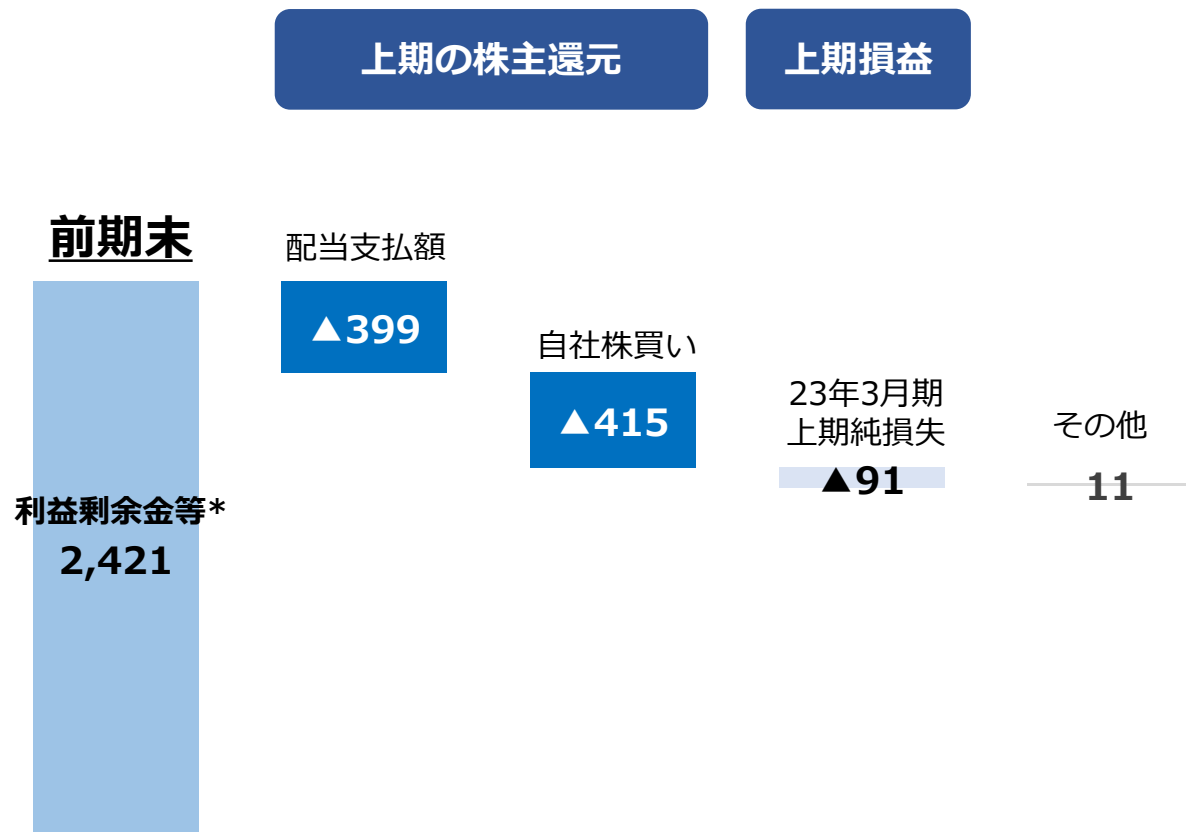 上期の株主還元
上期損益
前期末
配当支払額
▲399
自社株買い
▲415
23年3月期
上期純損失
▲91
その他
11
利益剰余金等*
2,421